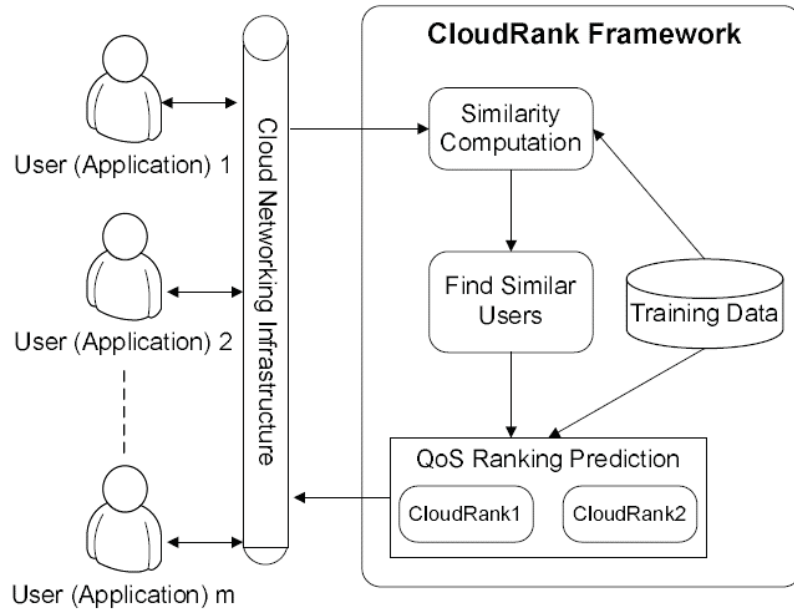 CloudRank Framework
User (Application) 1
User (Application) 2
User (Application) m
Cloud Networking Infrastructure
Similarity
Computation
Find Similar
Users
Training Data
QoS Ranking Prediction
CloudRank1
CloudRank2